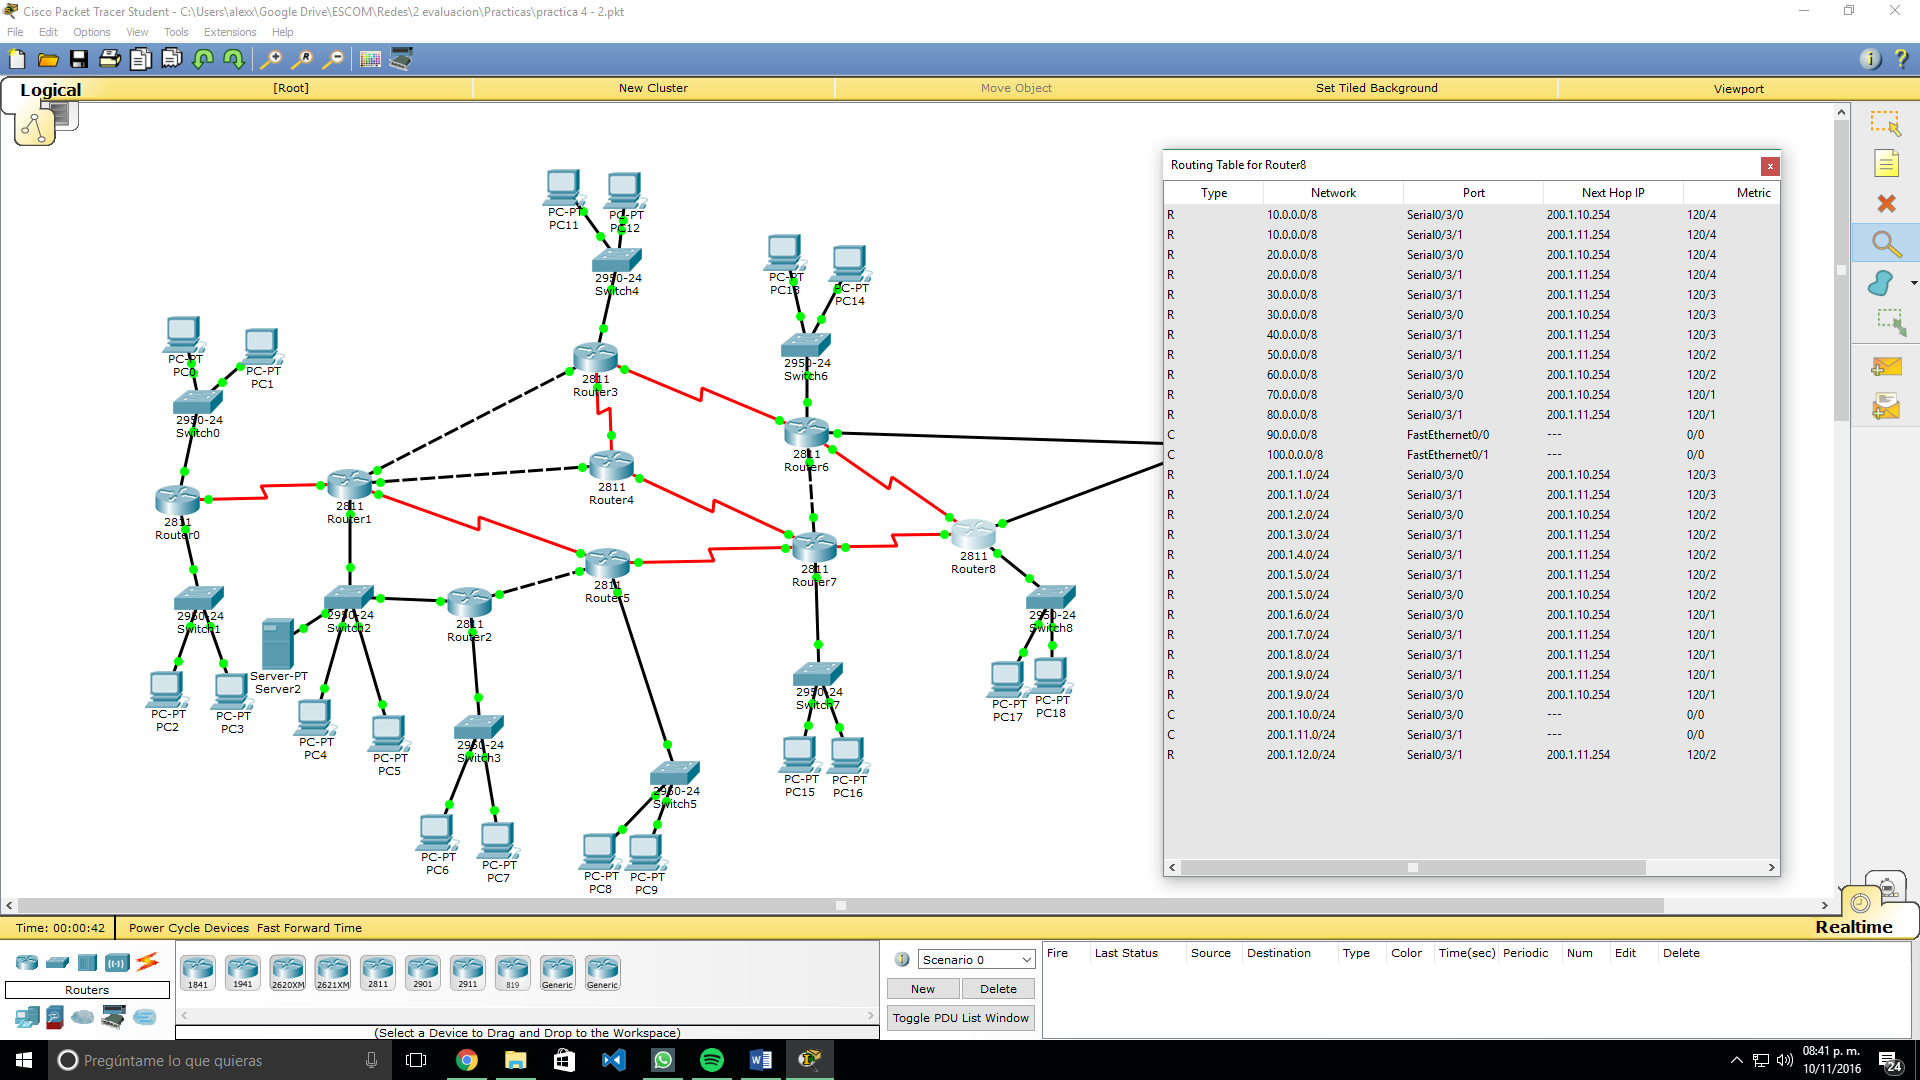 Cisco Packet Tracer Student - C:\Users\alexx\Google Drive\ESCOM\Redes\2 evaluacion\Practicas\practica 4 - 2.pkt
File Edit Options View Tools Extensions Help
Logical [Root] New Cluster Move Object Set Tiled Background Viewport
PC-PT
PC11
PC-PT
PC12
2950-24
Switch4
PC-PT
PC13
PC-PT
PC14
2950-24
Switch6
PC-PT
PC0
PC-PT
PC1
2950-24
Switch0
2811
Router3
2811
Router6
2811
Router4
2811
Router0
2811
Router1
2811
Router5
2811
Router7
2811
Router8
2950-24
Switch1
2950-24
Switch2
2811
Router2
2950-24
Switch8
Server-PT
Server2
PC-PT
PC2
PC-PT
PC3
PC-PT
PC4
PC-PT
PC5
2950-24
Switch3
2950-24
Switch7
PC-PT
PC17
PC-PT
PC18
2950-24
Switch5
PC-PT
PC15
PC-PT
PC16
PC-PT
PC6
PC-PT
PC7
PC-PT
PC8
PC-PT
PC9
Routing Table for Router8
Type Network Port Next Hop IP Metric
R 10.0.0.0/8 Serial0/3/0 200.1.10.254 120/4
R 10.0.0.0/8 Serial0/3/1 200.1.11.254 120/4
R 20.0.0.0/8 Serial0/3/0 200.1.10.254 120/4
R 20.0.0.0/8 Serial0/3/1 200.1.11.254 120/4
R 30.0.0.0/8 Serial0/3/1 200.1.11.254 120/3
R 30.0.0.0/8 Serial0/3/0 200.1.10.254 120/3
R 40.0.0.0/8 Serial0/3/1 200.1.11.254 120/3
R 50.0.0.0/8 Serial0/3/1 200.1.11.254 120/2
R 60.0.0.0/8 Serial0/3/0 200.1.10.254 120/2
R 70.0.0.0/8 Serial0/3/0 200.1.10.254 120/1
R 80.0.0.0/8 Serial0/3/1 200.1.11.254 120/1
C 90.0.0.0/8 FastEthernet0/0 --- 0/0
C 100.0.0.0/8 FastEthernet0/1 --- 0/0
R 200.1.1.0/24 Serial0/3/0 200.1.10.254 120/3
R 200.1.1.0/24 Serial0/3/1 200.1.11.254 120/3
R 200.1.2.0/24 Serial0/3/0 200.1.10.254 120/2
R 200.1.3.0/24 Serial0/3/1 200.1.11.254 120/2
R 200.1.4.0/24 Serial0/3/1 200.1.11.254 120/2
R 200.1.5.0/24 Serial0/3/1 200.1.11.254 120/2
R 200.1.5.0/24 Serial0/3/0 200.1.10.254 120/2
R 200.1.6.0/24 Serial0/3/0 200.1.10.254 120/1
R 200.1.7.0/24 Serial0/3/1 200.1.11.254 120/1
R 200.1.8.0/24 Serial0/3/1 200.1.11.254 120/1
R 200.1.9.0/24 Serial0/3/1 200.1.11.254 120/1
R 200.1.9.0/24 Serial0/3/0 200.1.10.254 120/1
C 200.1.10.0/24 Serial0/3/0 --- 0/0
C 200.1.11.0/24 Serial0/3/1 --- 0/0
R 200.1.12.0/24 Serial0/3/1 200.1.11.254 120/2
Time: 00:00:42 Power Cycle Devices Fast Forward Time Realtime
Routers
1841 1941 2620XM 2621XM 2811 2901 2911 819 Generic Generic
(Select a Device to Drag and Drop to the Workspace)
Scenario 0
New Delete
Toggle PDU List Window
Fire Last Status Source Destination Type Color Time(sec) Periodic Num Edit Delete
Pregúntame lo que quieras
08:41 p. m.
10/11/2016
24